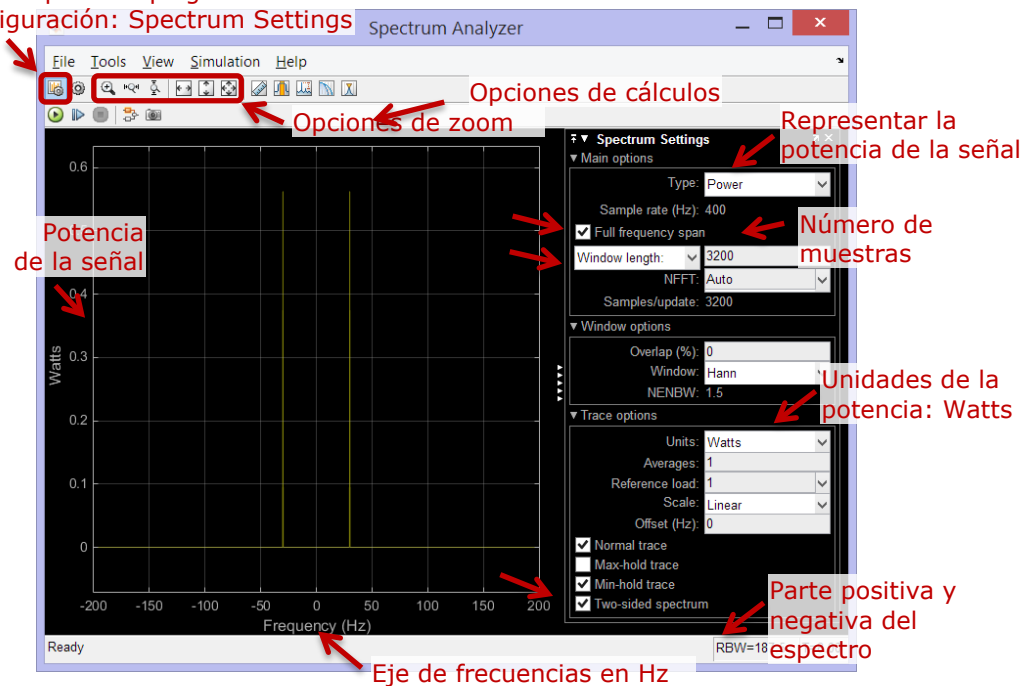 iguración: Spectrum Settings
Spectrum Analyzer
File Tools View Simulation Help
Opciones de cálculos
Opciones de zoom
Representar la
potencia de la señal
Spectrum Settings
Main options
Type: Power
Sample rate (Hz): 400
Full frequency span
Número de
muestras
Window length: 3200
NFFT: Auto
Samples/update: 3200
Window options
Overlap (%): 0
Window: Hann
NENBW: 1.5
Unidades de la
potencia: Watts
Trace options
Units: Watts
Averages: 1
Reference load: 1
Scale: Linear
Offset (Hz): 0
Normal trace
Max-hold trace
Min-hold trace
Two-sided spectrum
Parte positiva y
negativa del
espectro
Potencia
de la señal
0.6
0.4
0.3
0.2
0.1
0
Watts
-200 -150 -100 -50 0 50 100 150 200
Frequency (Hz)
Ready
RBW=18
Eje de frecuencias en Hz